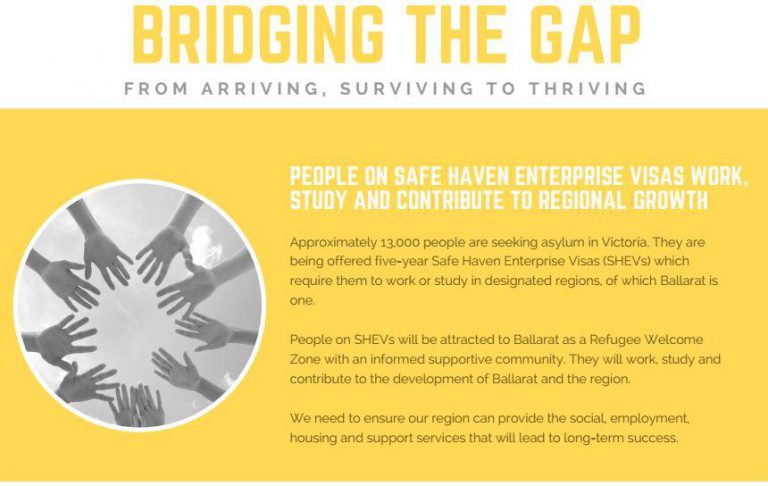 BRIDGING THE GAP
FROM ARRIVING, SURVIVING TO THRIVING
PEOPLE ON SAFE HAVEN ENTERPRISE VISAS WORK,
STUDY AND CONTRIBUTE TO REGIONAL GROWTH
Approximately 13,000 people are seeking asylum in Victoria. They are
being offered five-year Safe Haven Enterprise Visas (SHEVs) which
require them to work or study in designated regions, of which Ballarat is
one.
People on SHEVs will be attracted to Ballarat as a Refugee Welcome
Zone with an informed supportive community. They will work, study and
contribute to the development of Ballarat and the region.
We need to ensure our region can provide the social, employment,
housing and support services that will lead to long-term success.